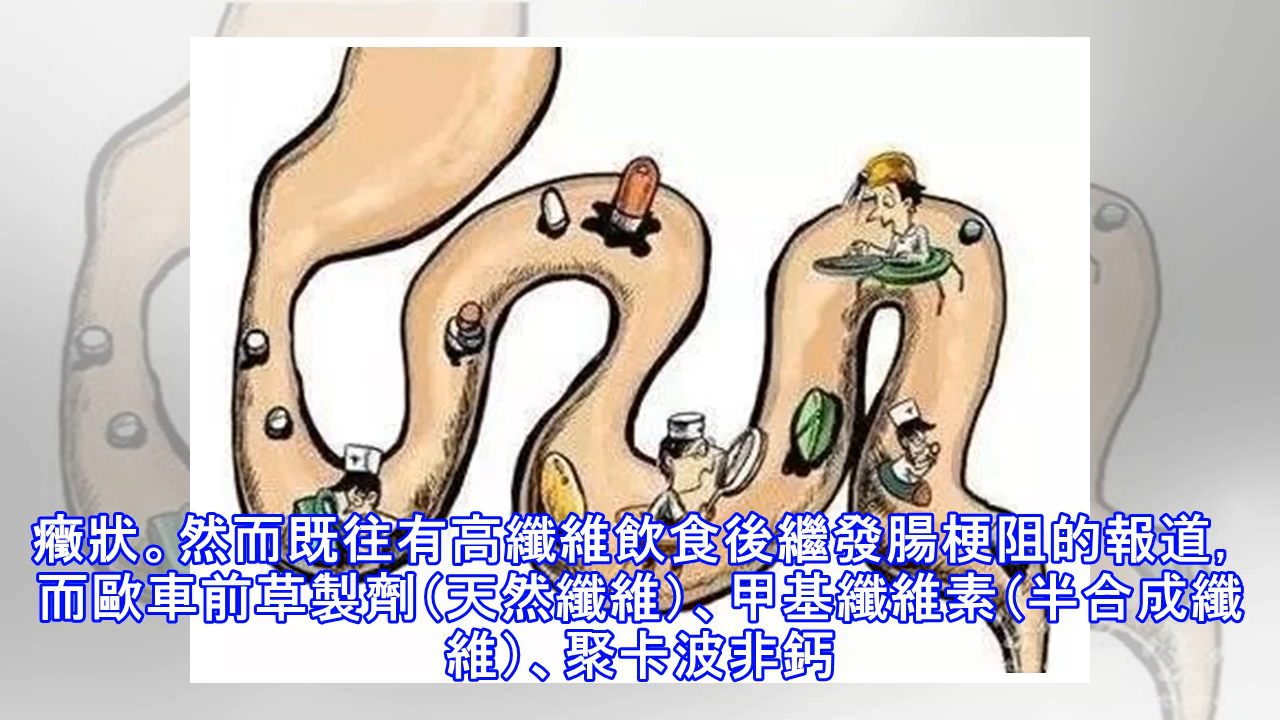 癥狀。然而既往有高纖維飲食後繼發腸梗阻的報道,
而歐車前草製劑(天然纖維)、甲基纖維素(半合成纖
維)、聚卡波非鈣